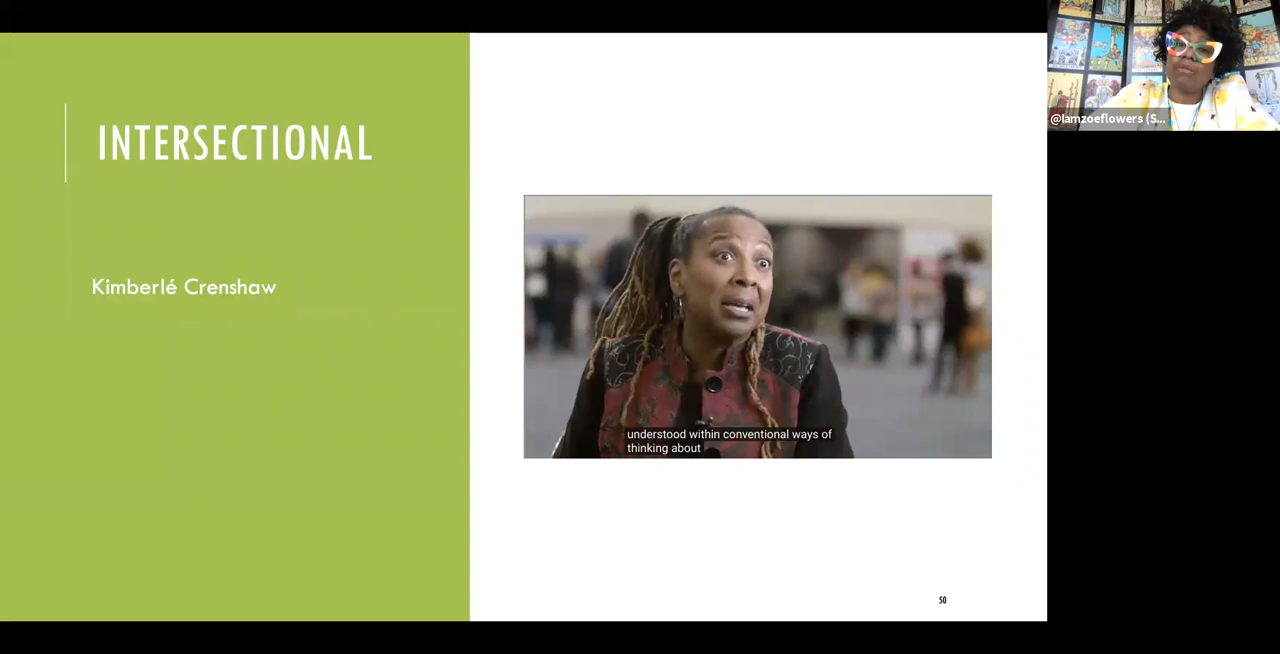 INTERSECTIONAL
Kimberlé Crenshaw
understood within conventional ways of
thinking about
50
@Iamzoeflowers (S...